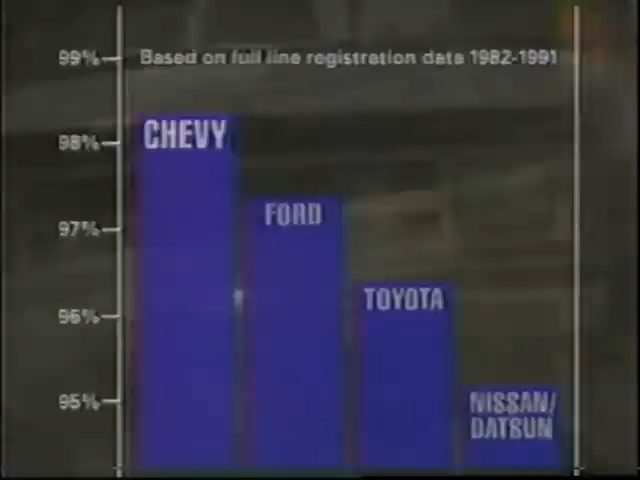 99%
Based on full line registration data 1982-1991
98%
CHEVY
97%
FORD
96%
TOYOTA
95%
NISSAN/
DATSUN